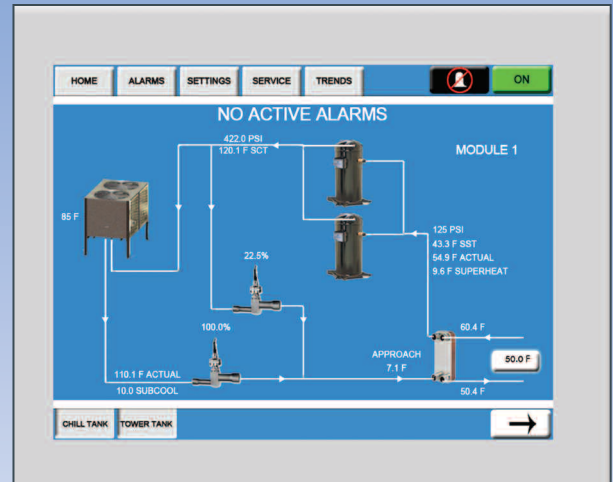 HOME ALARMS SETTINGS SERVICE TRENDS ON
NO ACTIVE ALARMS
422.0 PSI
120.1 F SCT
MODULE 1
85 F
125 PSI
43.3 F SST
54.9 ACTUAL
9.6 F SUPERHEAT
22.5%
100.0%
60.4 F
APPROACH
7.1 F
50.0 F
110.1 F ACTUAL
10.0 SUBCOOL
50.4 F
CHILL TANK TOWER TANK